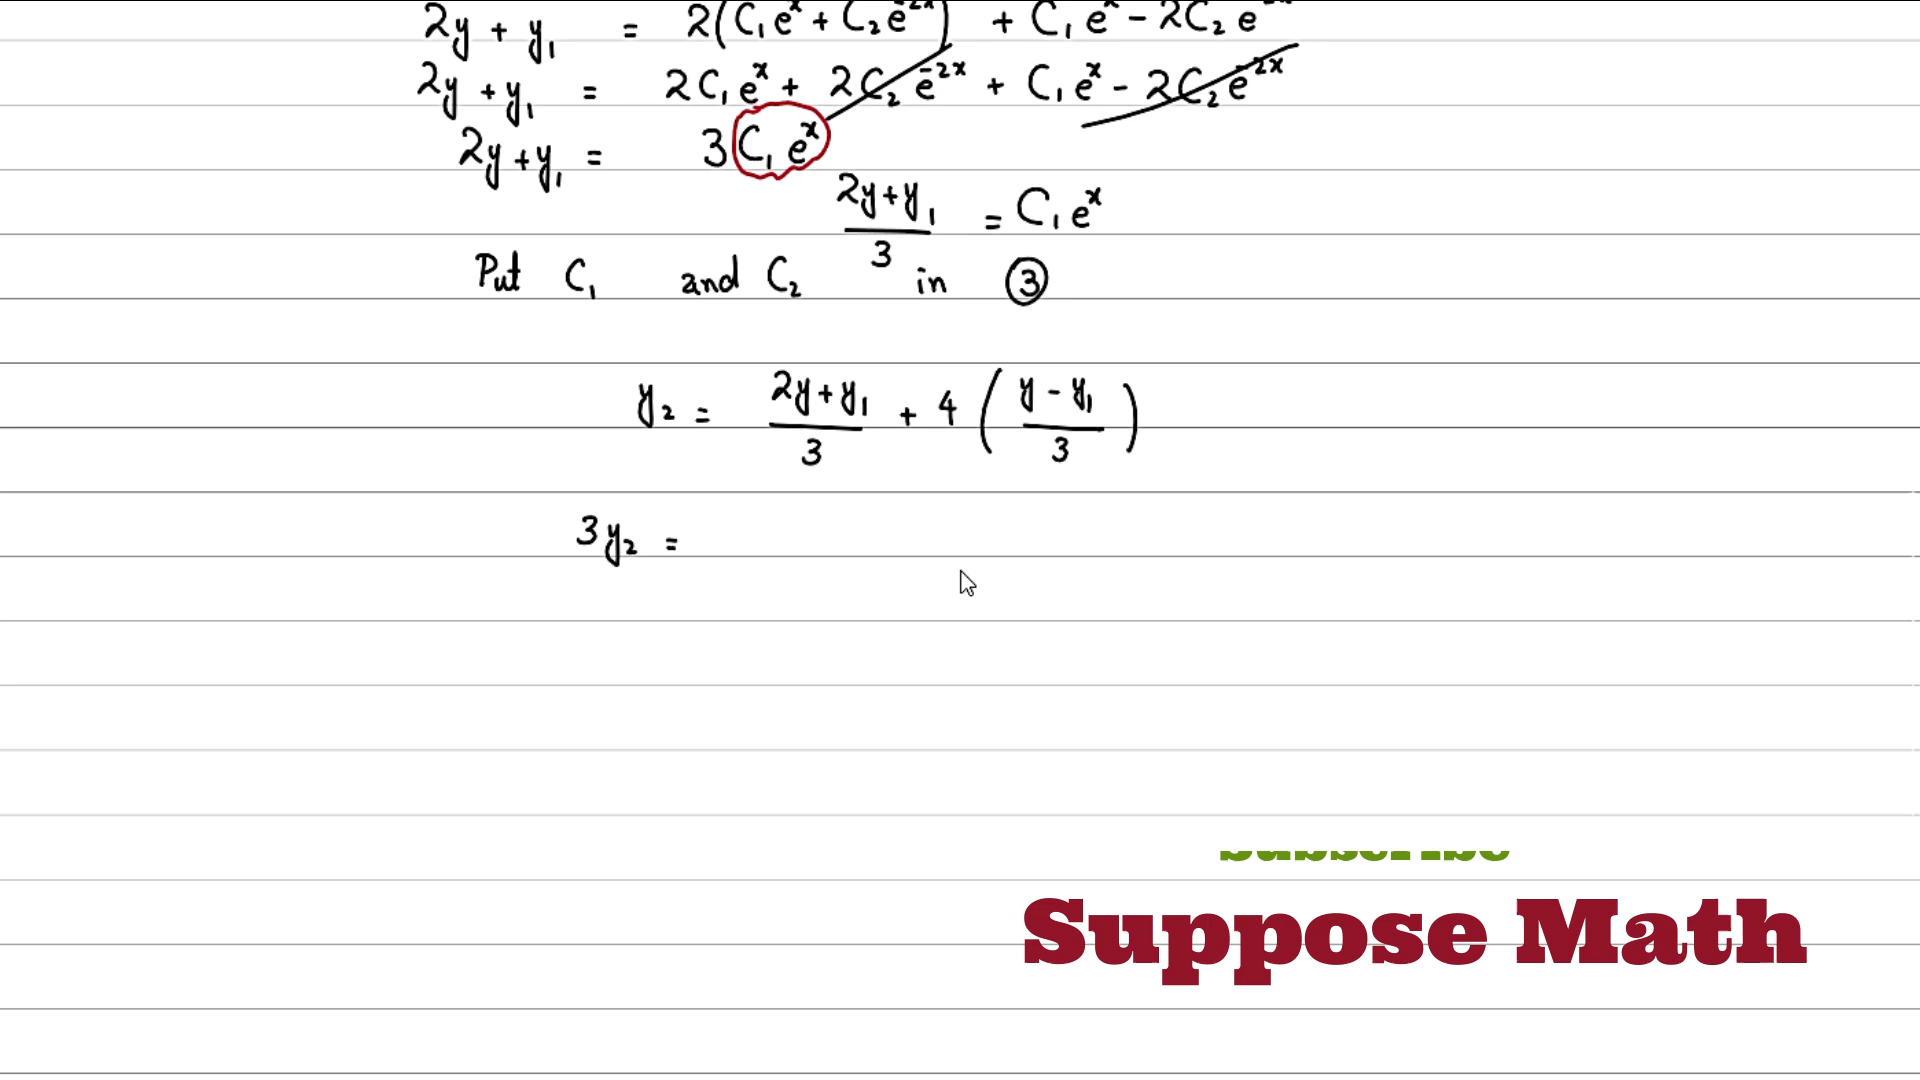 2y + y₁ = 2(C₁eˣ + C₂e⁻²ˣ) + C₁eˣ - 2C₂e⁻²ˣ
2y + y₁ = 2C₁eˣ + 2C₂e⁻²ˣ + C₁eˣ - 2C₂e⁻²ˣ
2y + y₁ = 3C₁eˣ
(2y+y₁)/3 = C₁eˣ
Put C₁ and C₂ in ③
y₂ = (2y+y₁)/3 + 4((y - y₁)/3)
3y₂ =
Subscribe
Suppose Math